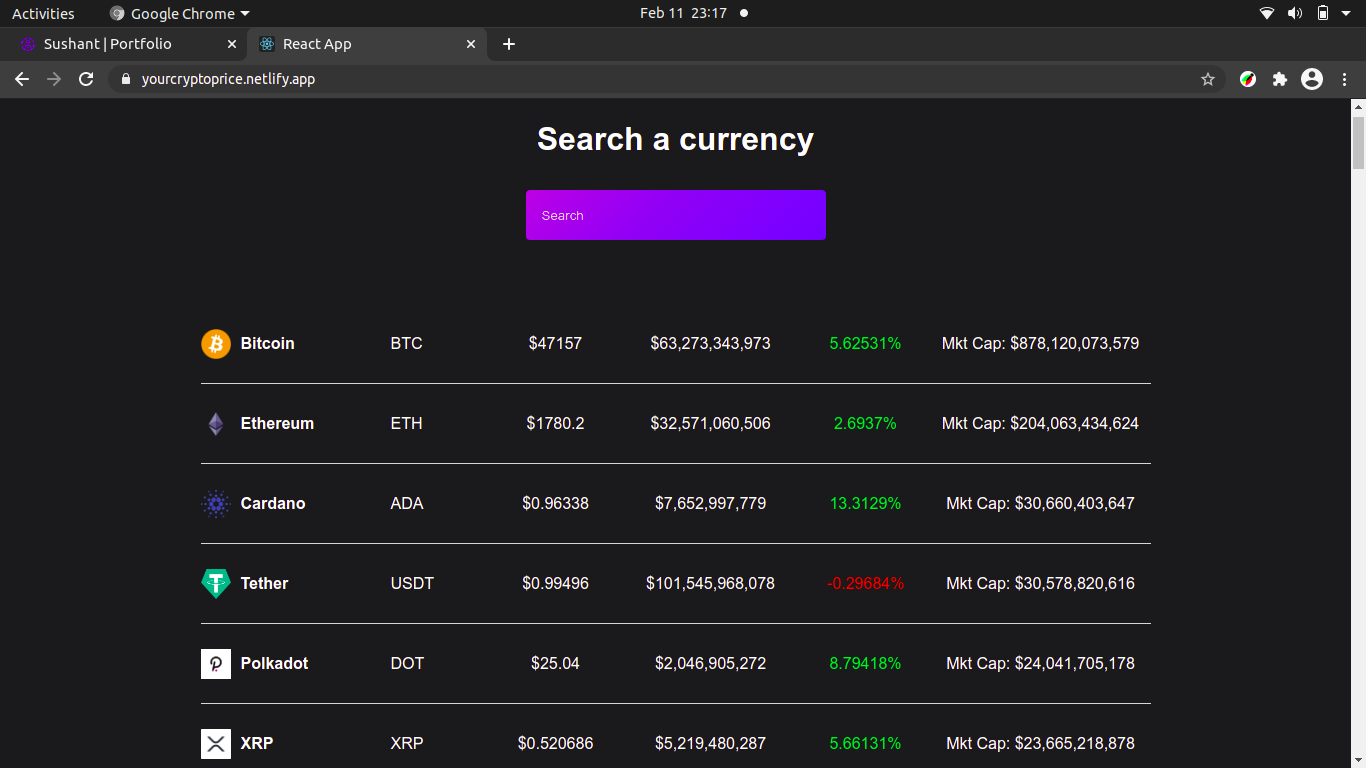 Activities Google Chrome Feb 11 23:17
Sushant | Portfolio React App
yourcryptoprice.netlify.app
Search a currency
Search
Bitcoin BTC $47157 $63,273,343,973 5.62531% Mkt Cap: $878,120,073,579
Ethereum ETH $1780.2 $32,571,060,506 2.6937% Mkt Cap: $204,063,434,624
Cardano ADA $0.96338 $7,652,997,779 13.3129% Mkt Cap: $30,660,403,647
Tether USDT $0.99496 $101,545,968,078 -0.29684% Mkt Cap: $30,578,820,616
Polkadot DOT $25.04 $2,046,905,272 8.79418% Mkt Cap: $24,041,705,178
XRP XRP $0.520686 $5,219,480,287 5.66131% Mkt Cap: $23,665,218,878